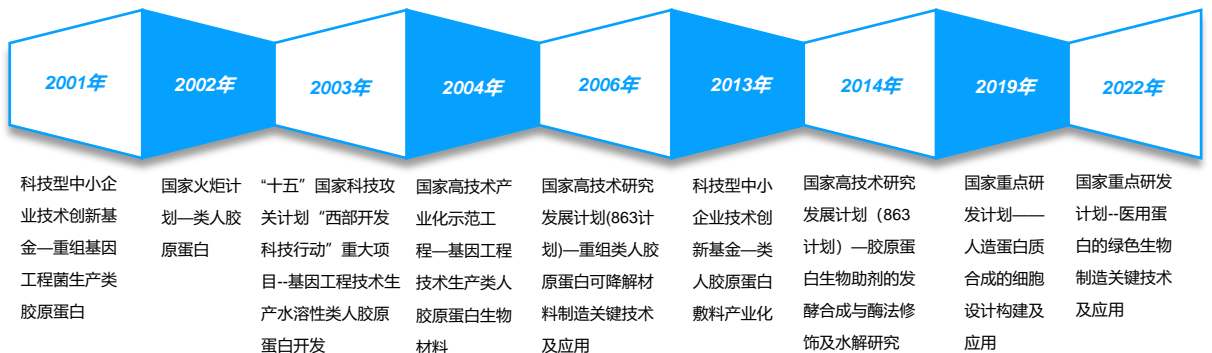 2001年
2002年
2003年
2004年
2006年
2013年
2014年
2019年
2022年
科技型中小企
业技术创新基
金—重组基因
工程菌生产类
胶原蛋白
国家火炬计
划—类人胶
原蛋白
“十五”国家科技攻
关计划“西部开发
科技行动”重大项
目--基因工程技术生
产水溶性类人胶原
蛋白开发
国家高技术产
业化示范工
程—基因工程
技术生产类人
胶原蛋白生物
材料
国家高技术研究
发展计划(863计
划)—重组类人胶
原蛋白可降解材
料制造关键技术
及应用
科技型中小
企业技术创
新基金—类
人胶原蛋白
敷料产业化
国家高技术研究
发展计划（863
计划）—胶原蛋
白生物助剂的发
酵合成与酶法修
饰及水解研究
国家重点研
发计划——
人造蛋白质
合成的细胞
设计构建及
应用
国家重点研发
计划--医用蛋
白的绿色生物
制造关键技术
及应用